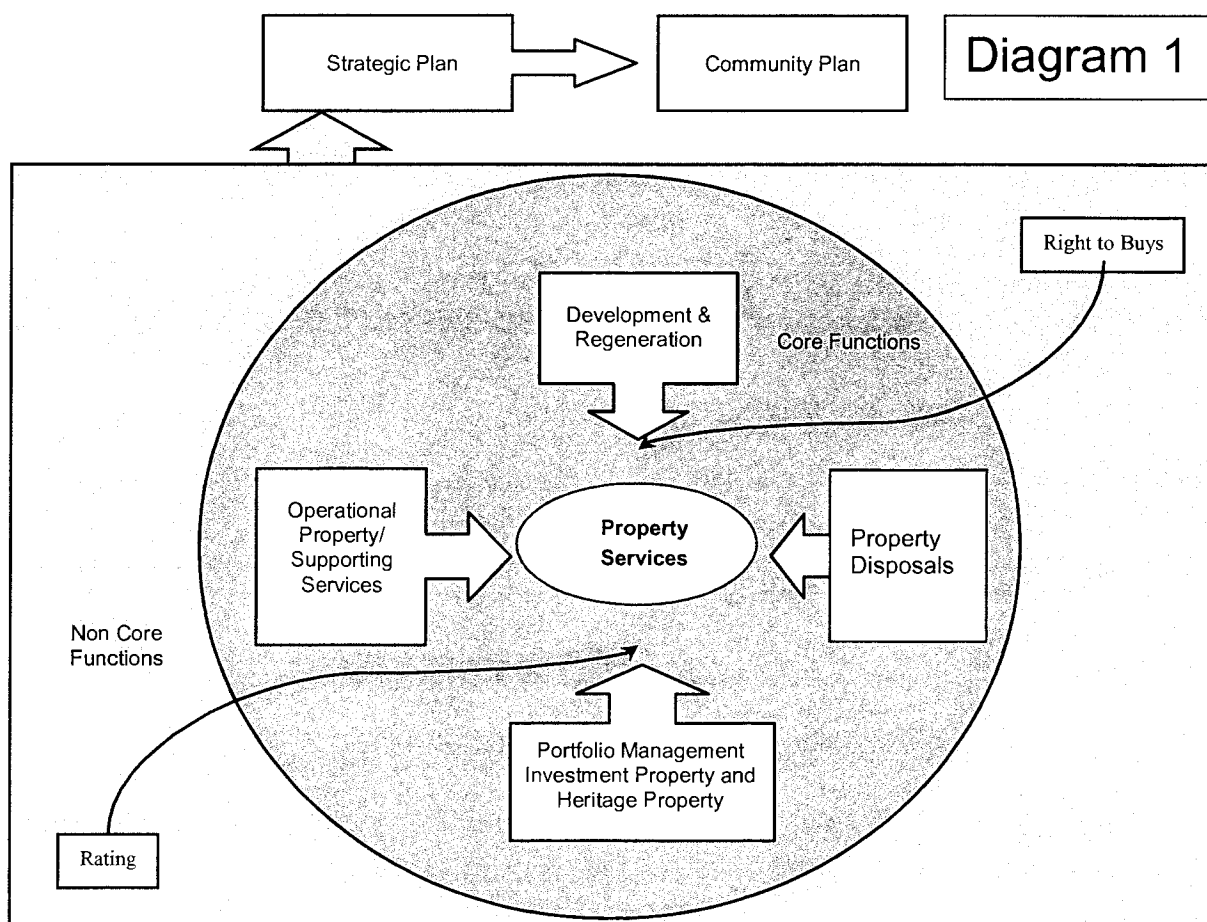 Strategic Plan
Community Plan
Diagram 1
Right to Buys
Development &
Regeneration
Core Functions
Operational
Property/
Supporting
Services
Property
Services
Property
Disposals
Non Core
Functions
Portfolio Management
Investment Property and
Heritage Property
Rating